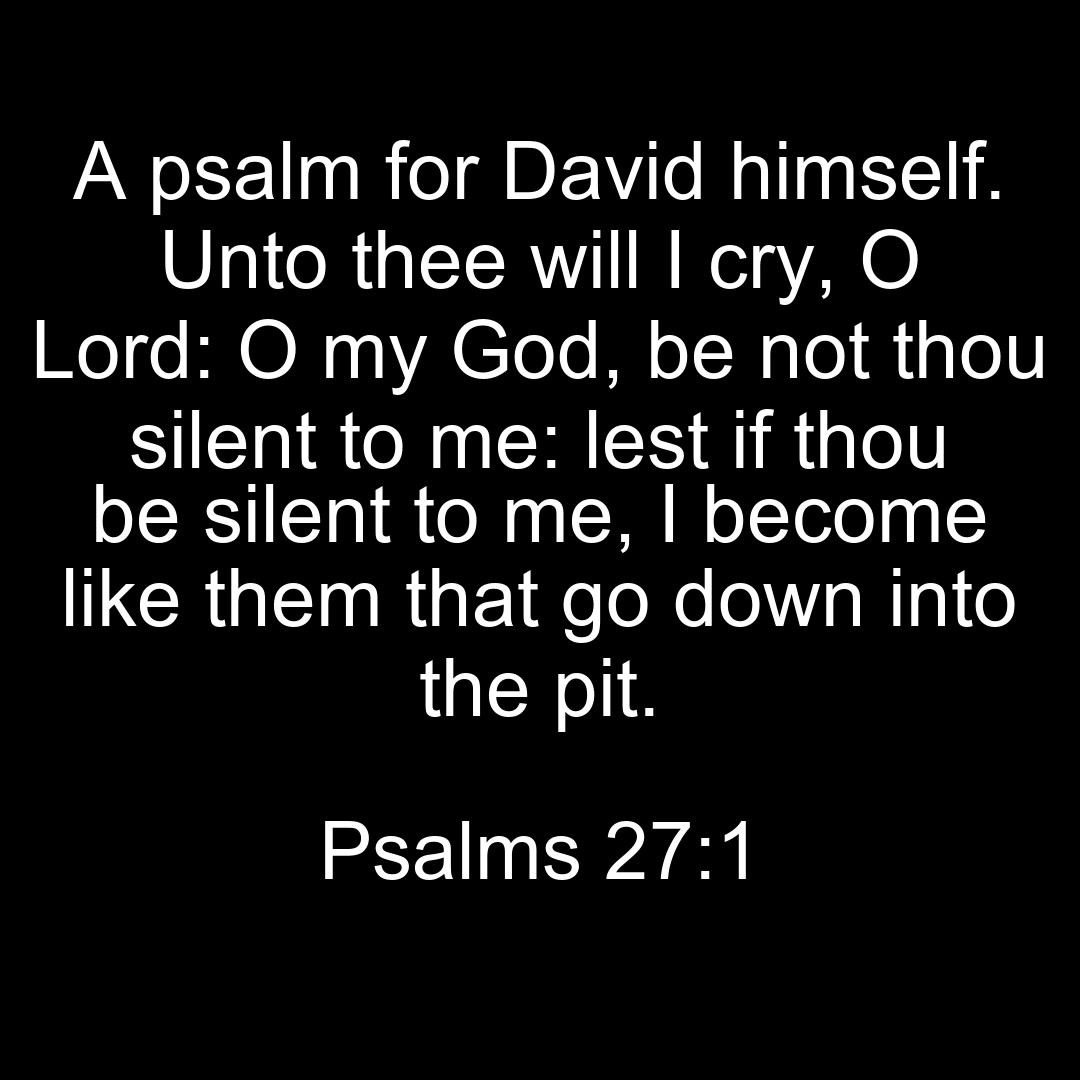 A psalm for David himself.
Unto thee will I cry, O
Lord: O my God, be not thou
silent to me: lest if thou
be silent to me, I become
like them that go down into
the pit.
Psalms 27:1